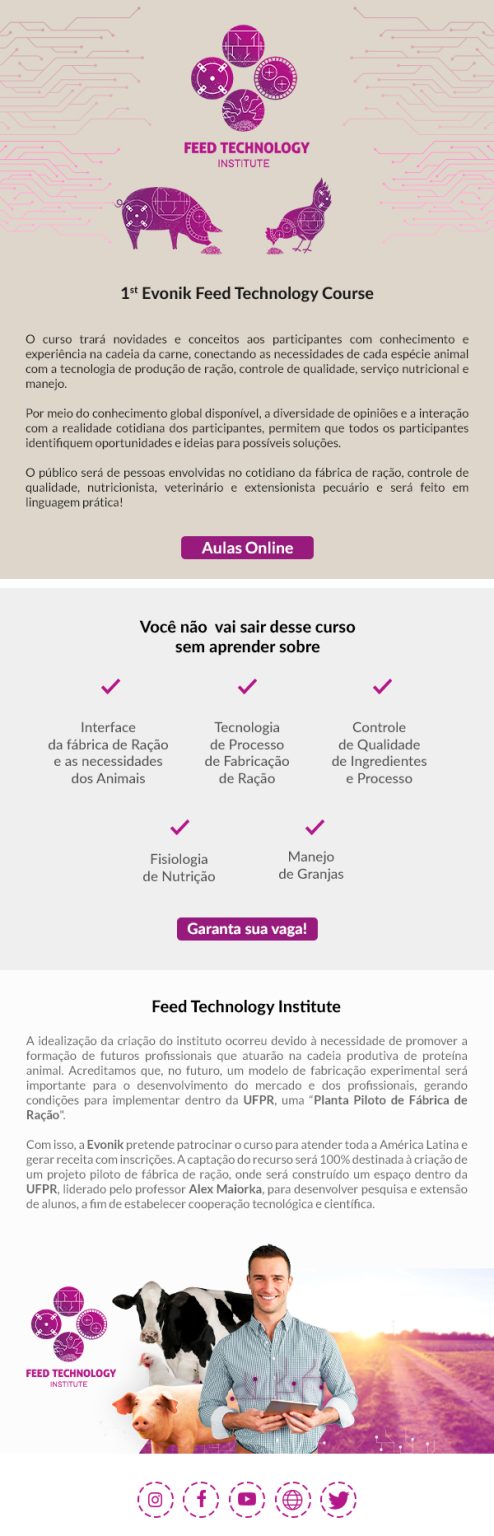 FEED TECHNOLOGY
INSTITUTE
1st Evonik Feed Technology Course
O curso trará novidades e conceitos aos participantes com conhecimento e
experiência na cadeia da carne, conectando as necessidades de cada espécie animal
com a tecnologia de produção de ração, controle de qualidade, serviço nutricional e
manejo.
Por meio do conhecimento global disponível, a diversidade de opiniões e a interação
com a realidade cotidiana dos participantes, permitem que todos os participantes
identifiquem oportunidades e ideias para possíveis soluções.
O público será de pessoas envolvidas no cotidiano da fábrica de ração, controle de
qualidade, nutricionista, veterinário e extensionista pecuário e será feito em
linguagem prática!
Aulas Online
Você não vai sair desse curso
sem aprender sobre
Interface
da fábrica de Ração
e as necessidades
dos Animais
Tecnologia
de Processo
de Fabricação
de Ração
Controle
de Qualidade
de Ingredientes
e Processo
Fisiologia
de Nutrição
Manejo
de Granjas
Garanta sua vaga!
Feed Technology Institute
A idealização da criação do instituto ocorreu devido à necessidade de promover a
formação de futuros profissionais que atuarão na cadeia produtiva de proteína
animal. Acreditamos que, no futuro, um modelo de fabricação experimental será
importante para o desenvolvimento do mercado e dos profissionais, gerando
condições para implementar dentro da UFPR, uma “Planta Piloto de Fábrica de
Ração”.
Com isso, a Evonik pretende patrocinar o curso para atender toda a América Latina e
gerar receita com inscrições. A captação do recurso será 100% destinada à criação de
um projeto piloto de fábrica de ração, onde será construído um espaço dentro da
UFPR, liderado pelo professor Alex Maiorka, para desenvolver pesquisa e extensão
de alunos, a fim de estabelecer cooperação tecnológica e científica.
FEED TECHNOLOGY
INSTITUTE